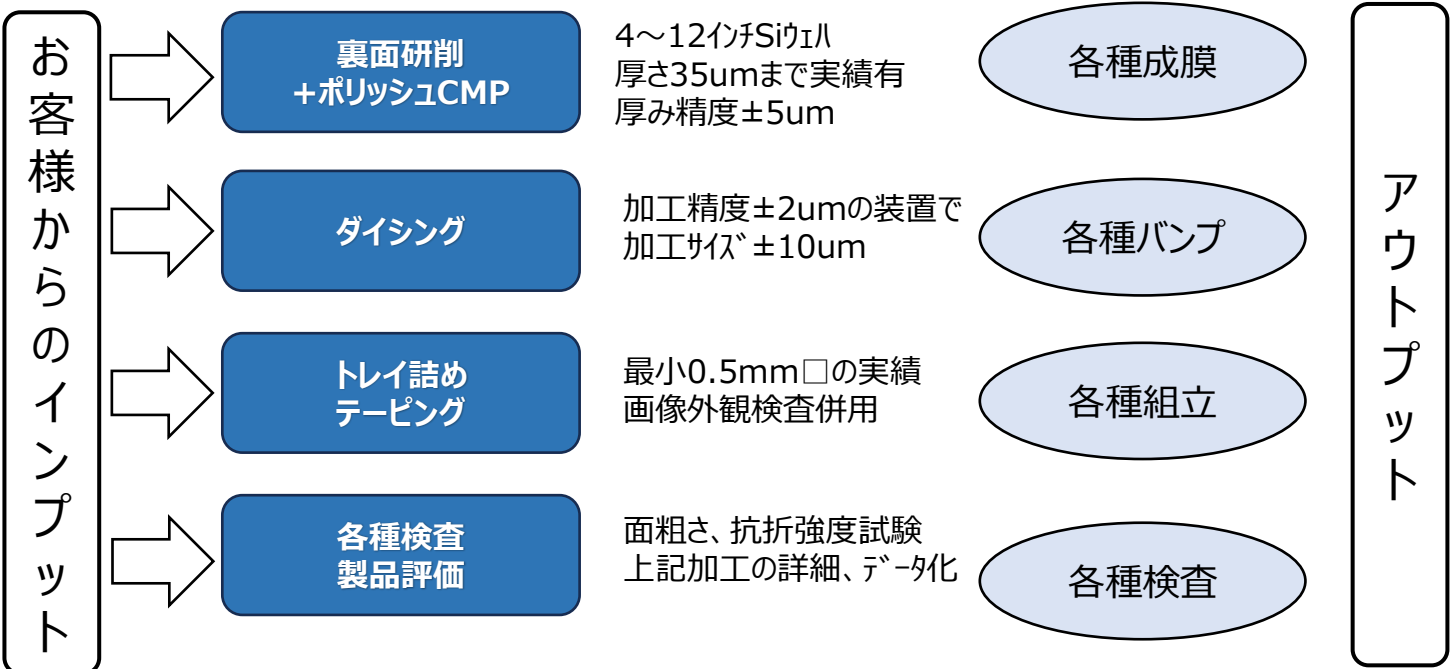 お客様からのインプット
裏面研削
+ポリッシュCMP
4～12ｲﾝﾁSiｳｪﾊ
厚さ35umまで実績有
厚み精度±5um
各種成膜
ダイシング
加工精度±2umの装置で
加工ｻｲｽﾞ±10um
各種バンプ
トレイ詰め
テーピング
最小0.5mm□の実績
画像外観検査併用
各種組立
各種検査
製品評価
面粗さ、抗折強度試験
上記加工の詳細、ﾃﾞｰﾀ化
各種検査
アウトプット